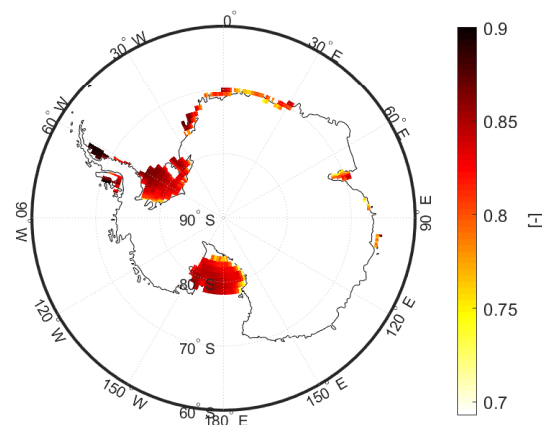 0°
30° E
60° E
90 E
120° E
150° E
180° E
150° W
120° W
90 W
60° W
30° W
90° S
80° S
70° S
60° S
0.9
0.85
0.8
0.75
0.7
[-]